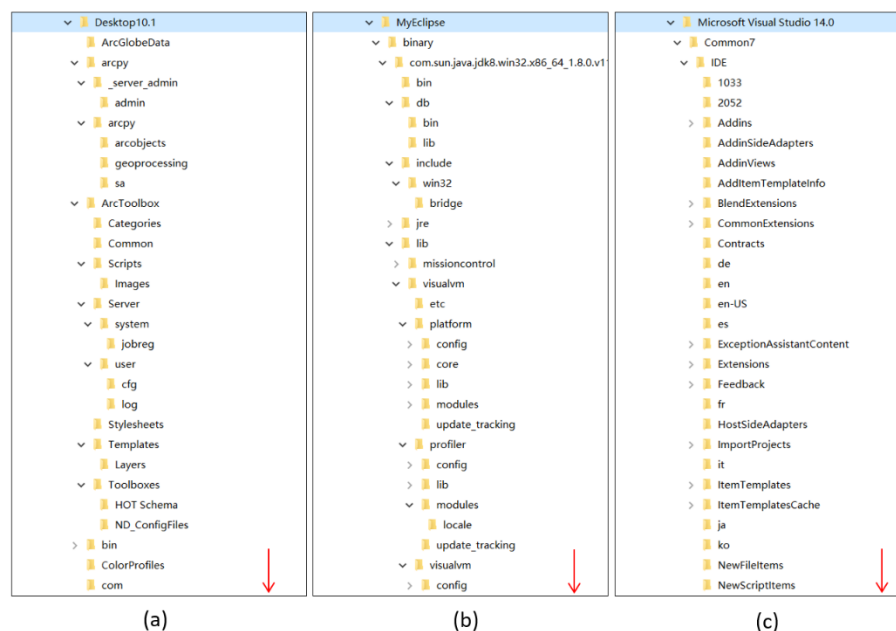 Desktop10.1
ArcGlobeData
arcpy
_server_admin
admin
arcpy
arcobjects
geoprocessing
sa
ArcToolbox
Categories
Common
Scripts
Images
Server
system
jobreg
user
cfg
log
Stylesheets
Templates
Layers
Toolboxes
HOT Schema
ND_ConfigFiles
bin
ColorProfiles
com
(a)
MyEclipse
binary
com.sun.java.jdk8.win32.x86_64_1.8.0.v11
bin
db
bin
lib
include
win32
bridge
jre
lib
missioncontrol
visualvm
etc
platform
config
core
lib
modules
update_tracking
profiler
config
lib
modules
locale
update_tracking
visualvm
config
(b)
Microsoft Visual Studio 14.0
Common7
IDE
1033
2052
Addins
AddinSideAdapters
AddinViews
AddItemTemplateInfo
BlendExtensions
CommonExtensions
Contracts
de
en
en-US
es
ExceptionAssistantContent
Extensions
Feedback
fr
HostSideAdapters
ImportProjects
it
ItemTemplates
ItemTemplatesCache
ja
ko
NewFileItems
NewScriptItems
(c)